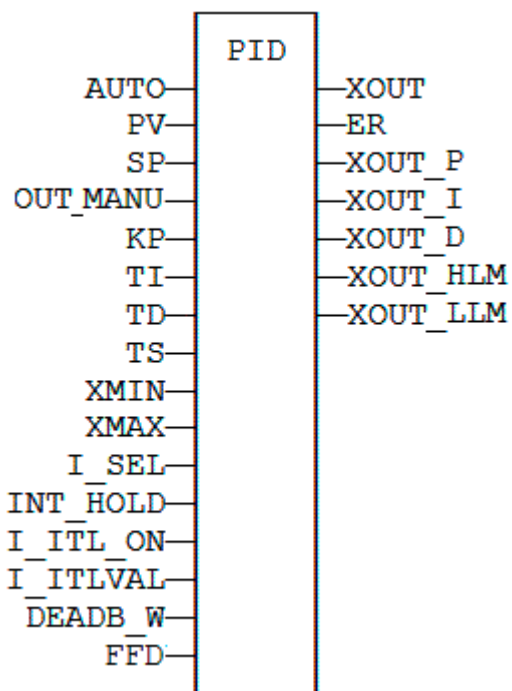 PID
AUTO XOUT
PV ER
SP XOUT_P
OUT_MANU XOUT_I
KP XOUT_D
TI XOUT_HLM
TD XOUT_LLM
TS
XMIN
XMAX
I_SEL
INT_HOLD
I_ITL_ON
I_ITLVAL
DEADB_W
FFD